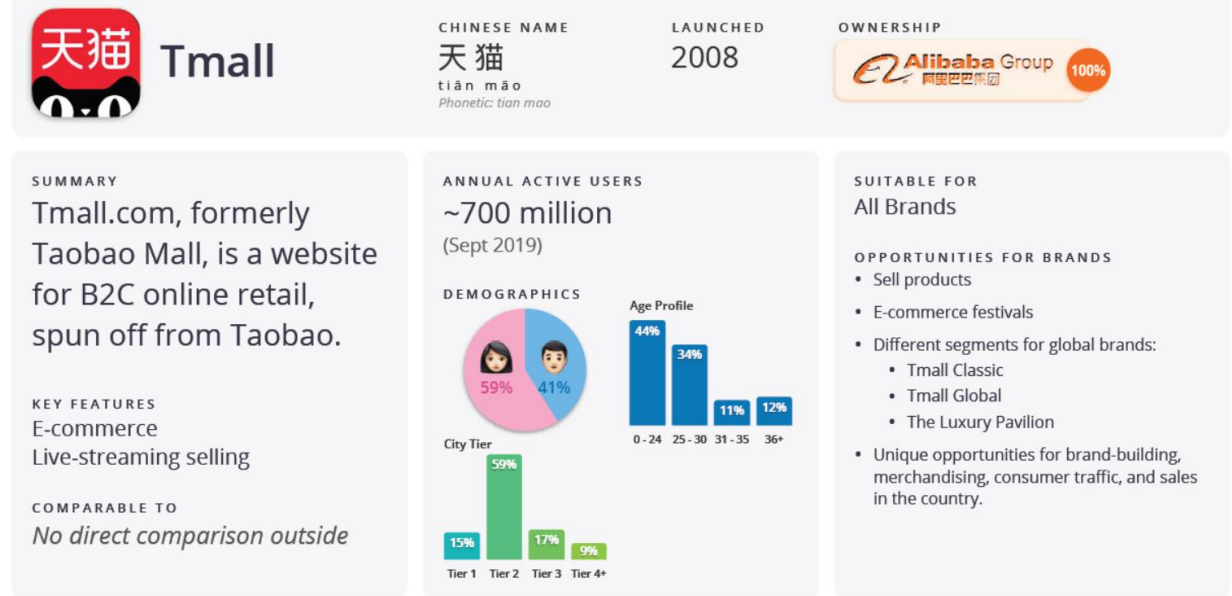 天猫
Tmall
CHINESE NAME
天猫
tiān māo
Phonetic: tian mao
LAUNCHED
2008
OWNERSHIP
Alibaba Group
阿里巴巴集团
100%
SUMMARY
Tmall.com, formerly
Taobao Mall, is a website
for B2C online retail,
spun off from Taobao.
KEY FEATURES
E-commerce
Live-streaming selling
COMPARABLE TO
No direct comparison outside
ANNUAL ACTIVE USERS
~700 million
(Sept 2019)
DEMOGRAPHICS
59% 41%
Age Profile
44%
34%
11%
12%
0 - 24 25 - 30 31 - 35 36+
City Tier
15%
59%
17%
9%
Tier 1 Tier 2 Tier 3 Tier 4+
SUITABLE FOR
All Brands
OPPORTUNITIES FOR BRANDS
• Sell products
• E-commerce festivals
• Different segments for global brands:
• Tmall Classic
• Tmall Global
• The Luxury Pavilion
• Unique opportunities for brand-building,
merchandising, consumer traffic, and sales
in the country.